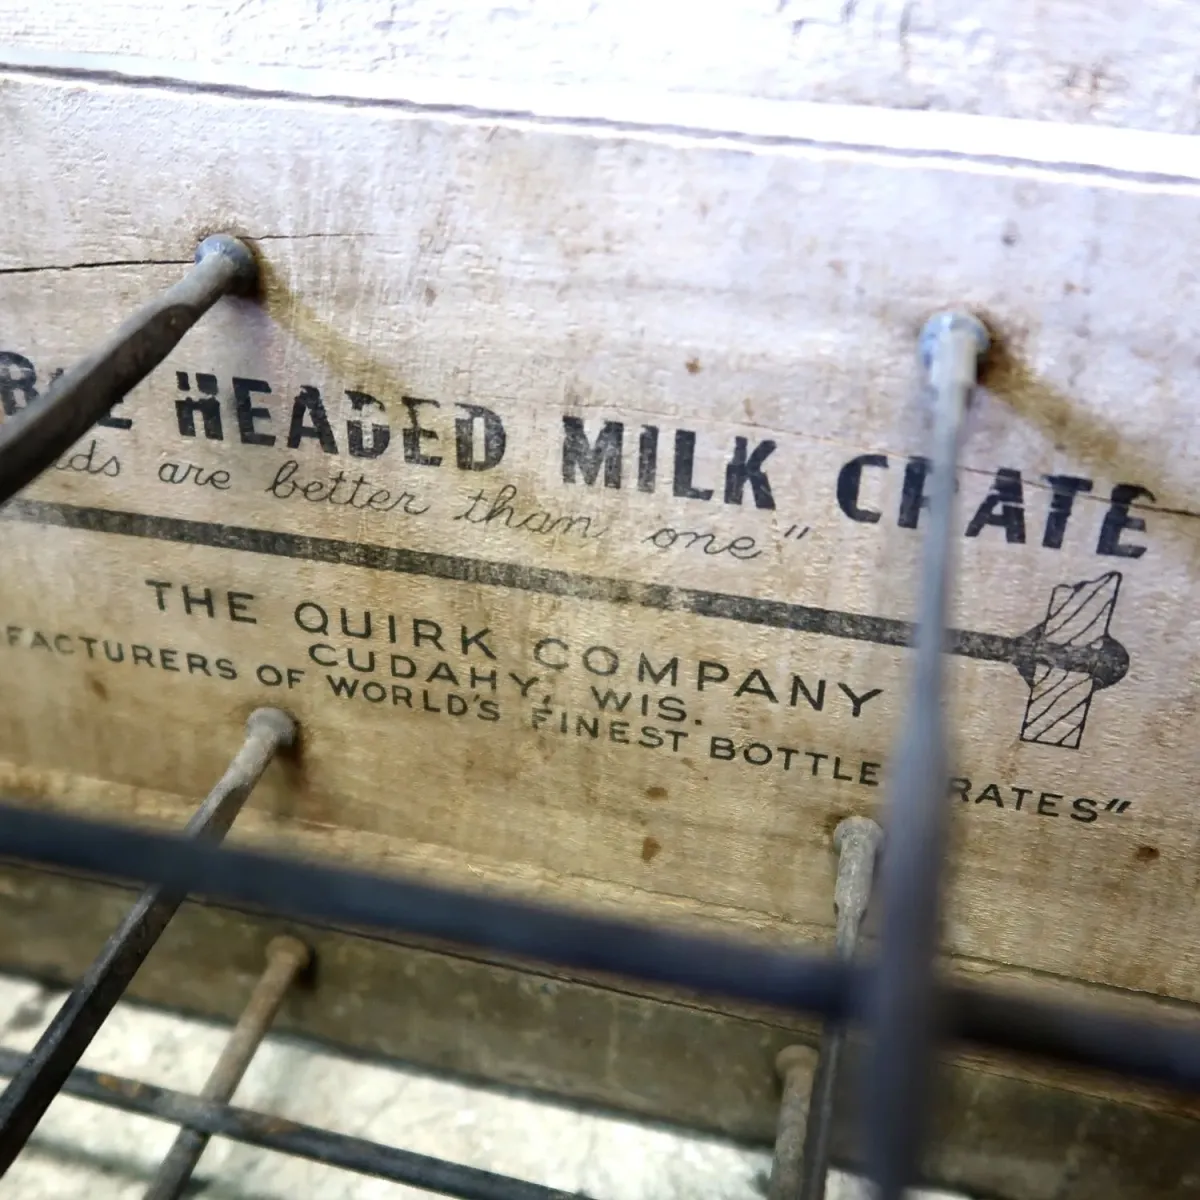 HEADED MILK CRATE
are better than one"
THE QUIRK COMPANY
CUDAHY, WIS.
FACTURERS OF WORLD'S FINEST BOTTLE RATES"